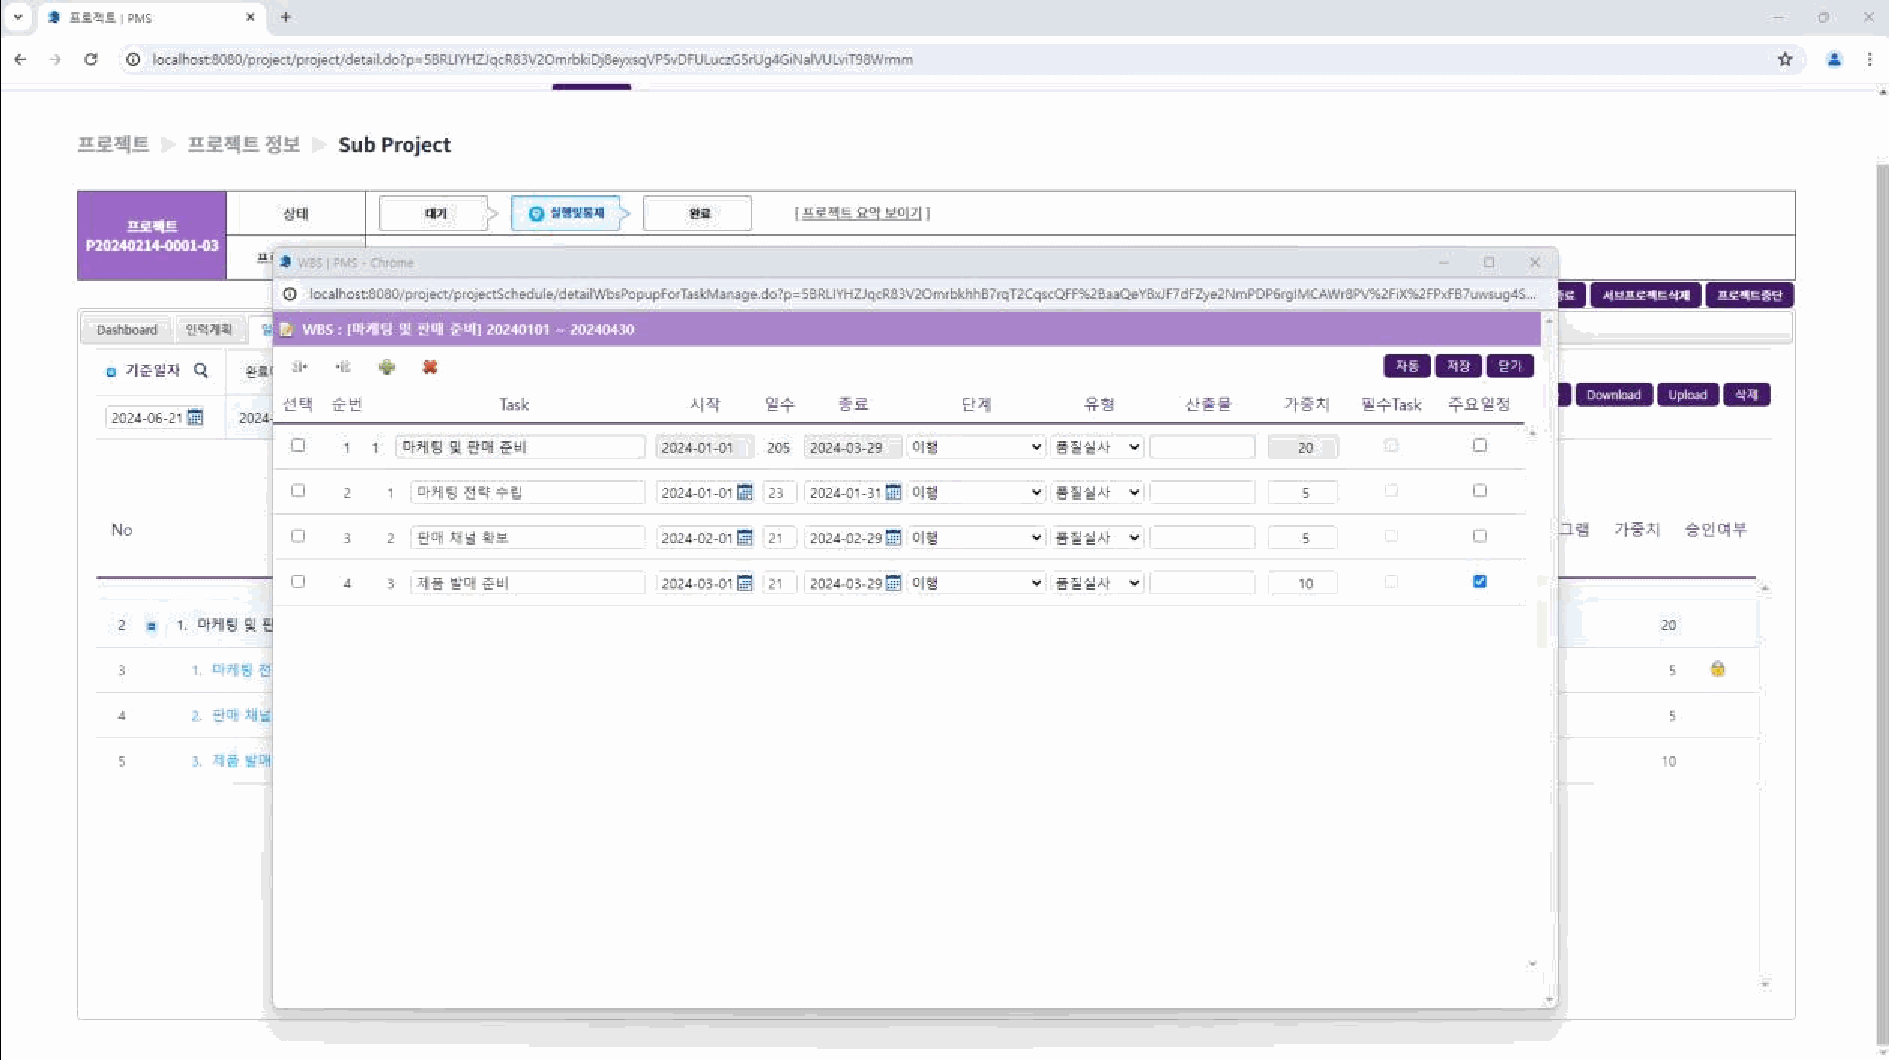 프로젝트 | PMS
localhost:8080/project/project/detail.do?p=5BRLIYHZJqcR83V2OmrbkiDj8eyxsqVP5vDFULuczG5rUg4GiNalVULviT98Wrmm
프로젝트 프로젝트 정보 Sub Project
프로젝트
P20240214-0001-03
상태
대기
실행및통제
완료
[ 프로젝트 요약 보이기 ]
서브프로젝트삭제
프로젝트중단
Dashboard
인력계획
기준일자
2024-06-21
2024-
Download
Upload
삭제
No
가중치
승인여부
2 1. 마케팅 및 판 20
3 1. 마케팅 전 5
4 2. 판매 채널 5
5 3. 제품 발매 10
WBS | PMS - Chrome
localhost:8080/project/projectSchedule/detailWbsPopupForTaskManage.do?p=5BRLIYHZJqcR83V2OmrbkhhB7rqT2CqscQFF%2BaaQeYBxJF7dFZye2NmPDP6rgIMCAWr8PV%2FiX%2FPxFB7uwsug4S...
WBS : [마케팅 및 판매 준비] 20240101 ~ 20240430
자동 저장 닫기
선택 순번 Task 시작 일수 종료 단계 유형 산출물 가중치 필수Task 주요일정
1 1 마케팅 및 판매 준비 2024-01-01 205 2024-03-29 이행 품질실사 20
2 1 마케팅 전략 수립 2024-01-01 23 2024-01-31 이행 품질실사 5
3 2 판매 채널 확보 2024-02-01 21 2024-02-29 이행 품질실사 5
4 3 제품 발매 준비 2024-03-01 21 2024-03-29 이행 품질실사 10